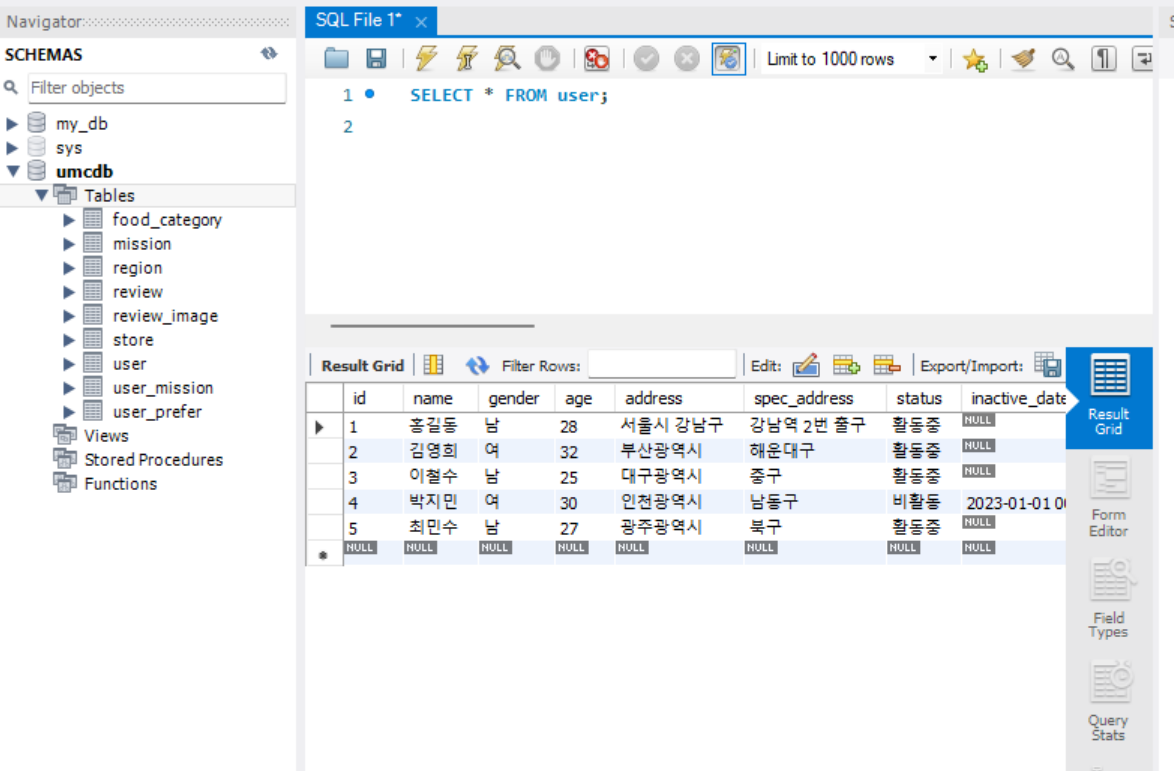 Navigator
SCHEMAS
Filter objects
my_db
sys
umcdb
Tables
food_category
mission
region
review
review_image
store
user
user_mission
user_prefer
Views
Stored Procedures
Functions
SQL File 1*
Limit to 1000 rows
1 SELECT * FROM user;
2
Result Grid Filter Rows: Edit: Export/Import:
id name gender age address spec_address status inactive_date
1 홍길동 남 28 서울시 강남구 강남역 2번 출구 활동중 NULL
2 김영희 여 32 부산광역시 해운대구 활동중 NULL
3 이철수 남 25 대구광역시 중구 활동중 NULL
4 박지민 여 30 인천광역시 남동구 비활동 2023-01-01 0
5 최민수 남 27 광주광역시 북구 활동중 NULL
NULL NULL NULL NULL NULL NULL NULL NULL
Result
Grid
Form
Editor
Field
Types
Query
Stats